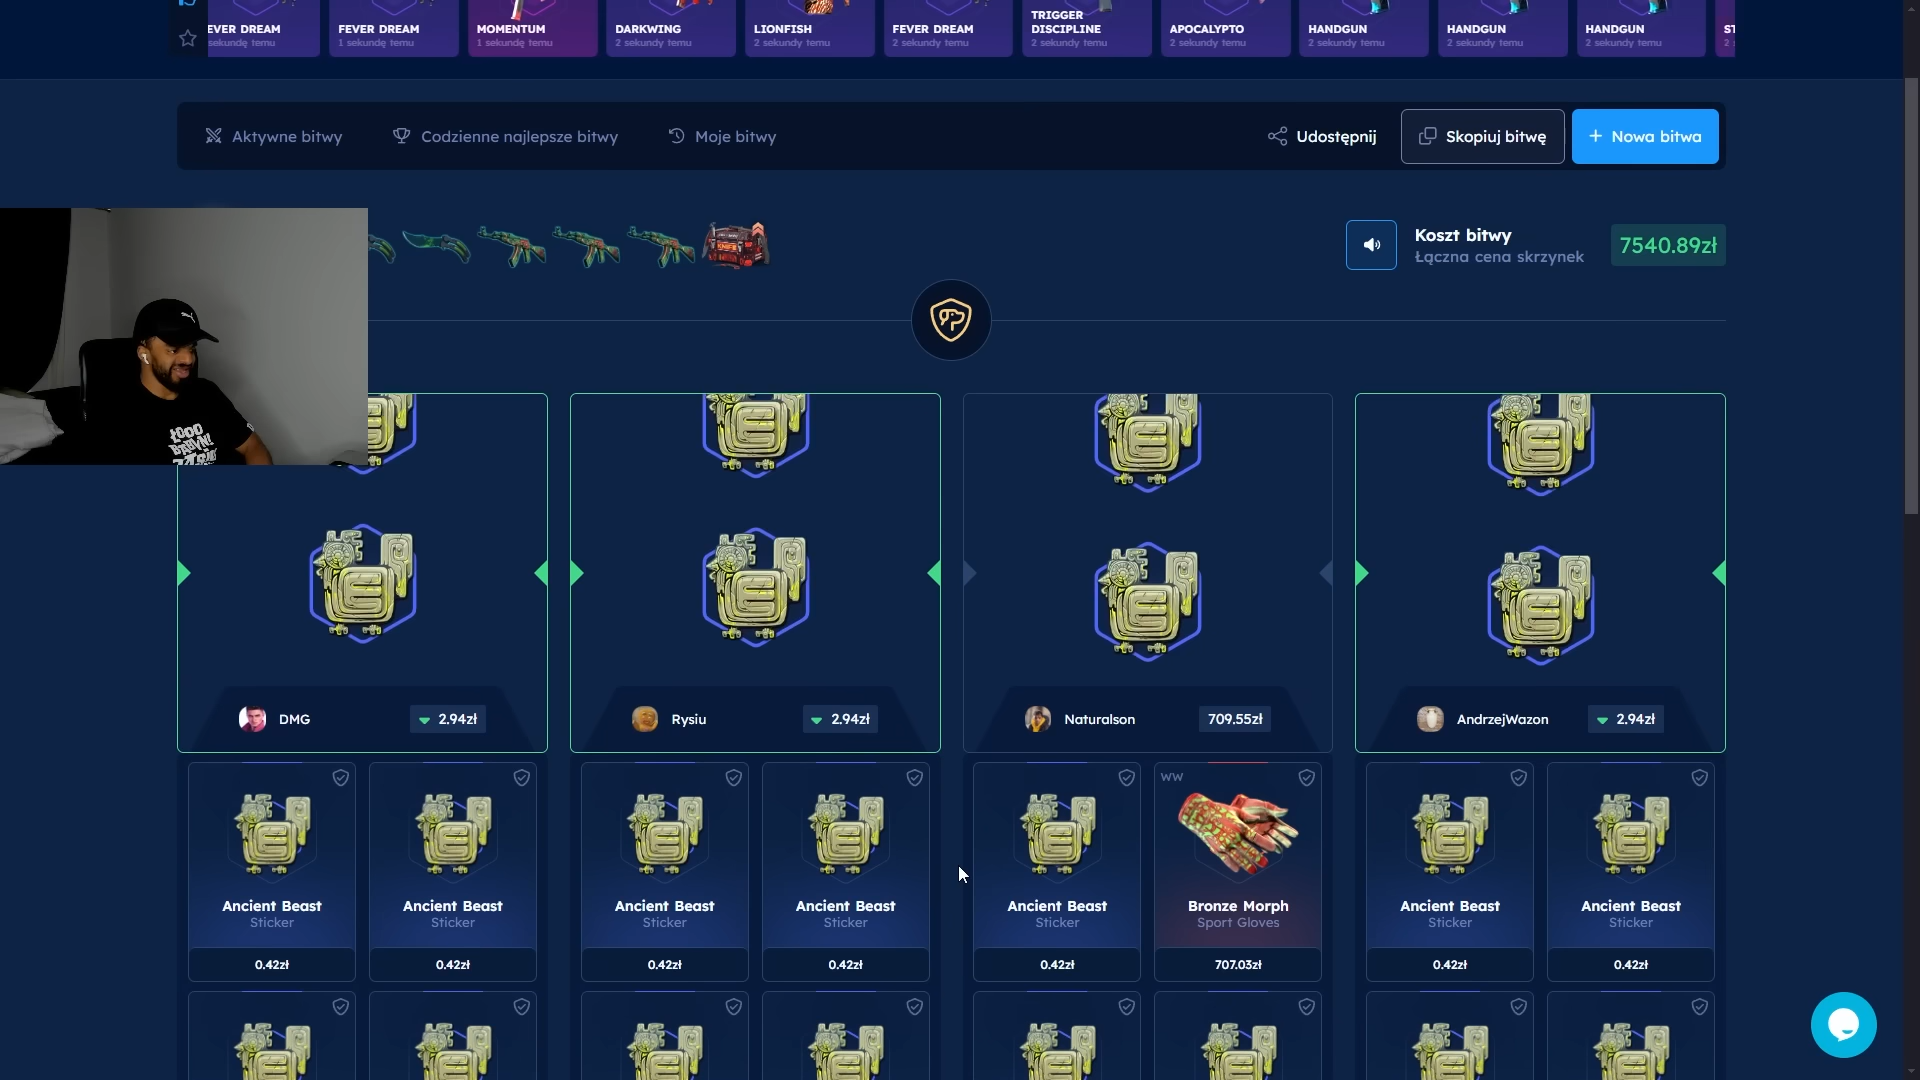 EVER DREAM
sekundę temu
FEVER DREAM
1 sekundę temu
MOMENTUM
1 sekundę temu
DARKWING
2 sekundy temu
LIONFISH
2 sekundy temu
FEVER DREAM
2 sekundy temu
TRIGGER
DISCIPLINE
2 sekundy temu
APOCALYPTO
2 sekundy temu
HANDGUN
2 sekundy temu
HANDGUN
2 sekundy temu
HANDGUN
2 sekundy temu
ST
2
Aktywne bitwy
Codzienne najlepsze bitwy
Moje bitwy
Udostępnij
Skopiuj bitwę
+ Nowa bitwa
Koszt bitwy
Łączna cena skrzynek
7540.89zł
DMG
2.94zł
Rysiu
2.94zł
Naturalson
709.55zł
AndrzejWazon
2.94zł
Ancient Beast
Sticker
0.42zł
Ancient Beast
Sticker
0.42zł
Ancient Beast
Sticker
0.42zł
Ancient Beast
Sticker
0.42zł
Ancient Beast
Sticker
0.42zł
WW
Bronze Morph
Sport Gloves
707.03zł
Ancient Beast
Sticker
0.42zł
Ancient Beast
Sticker
0.42zł